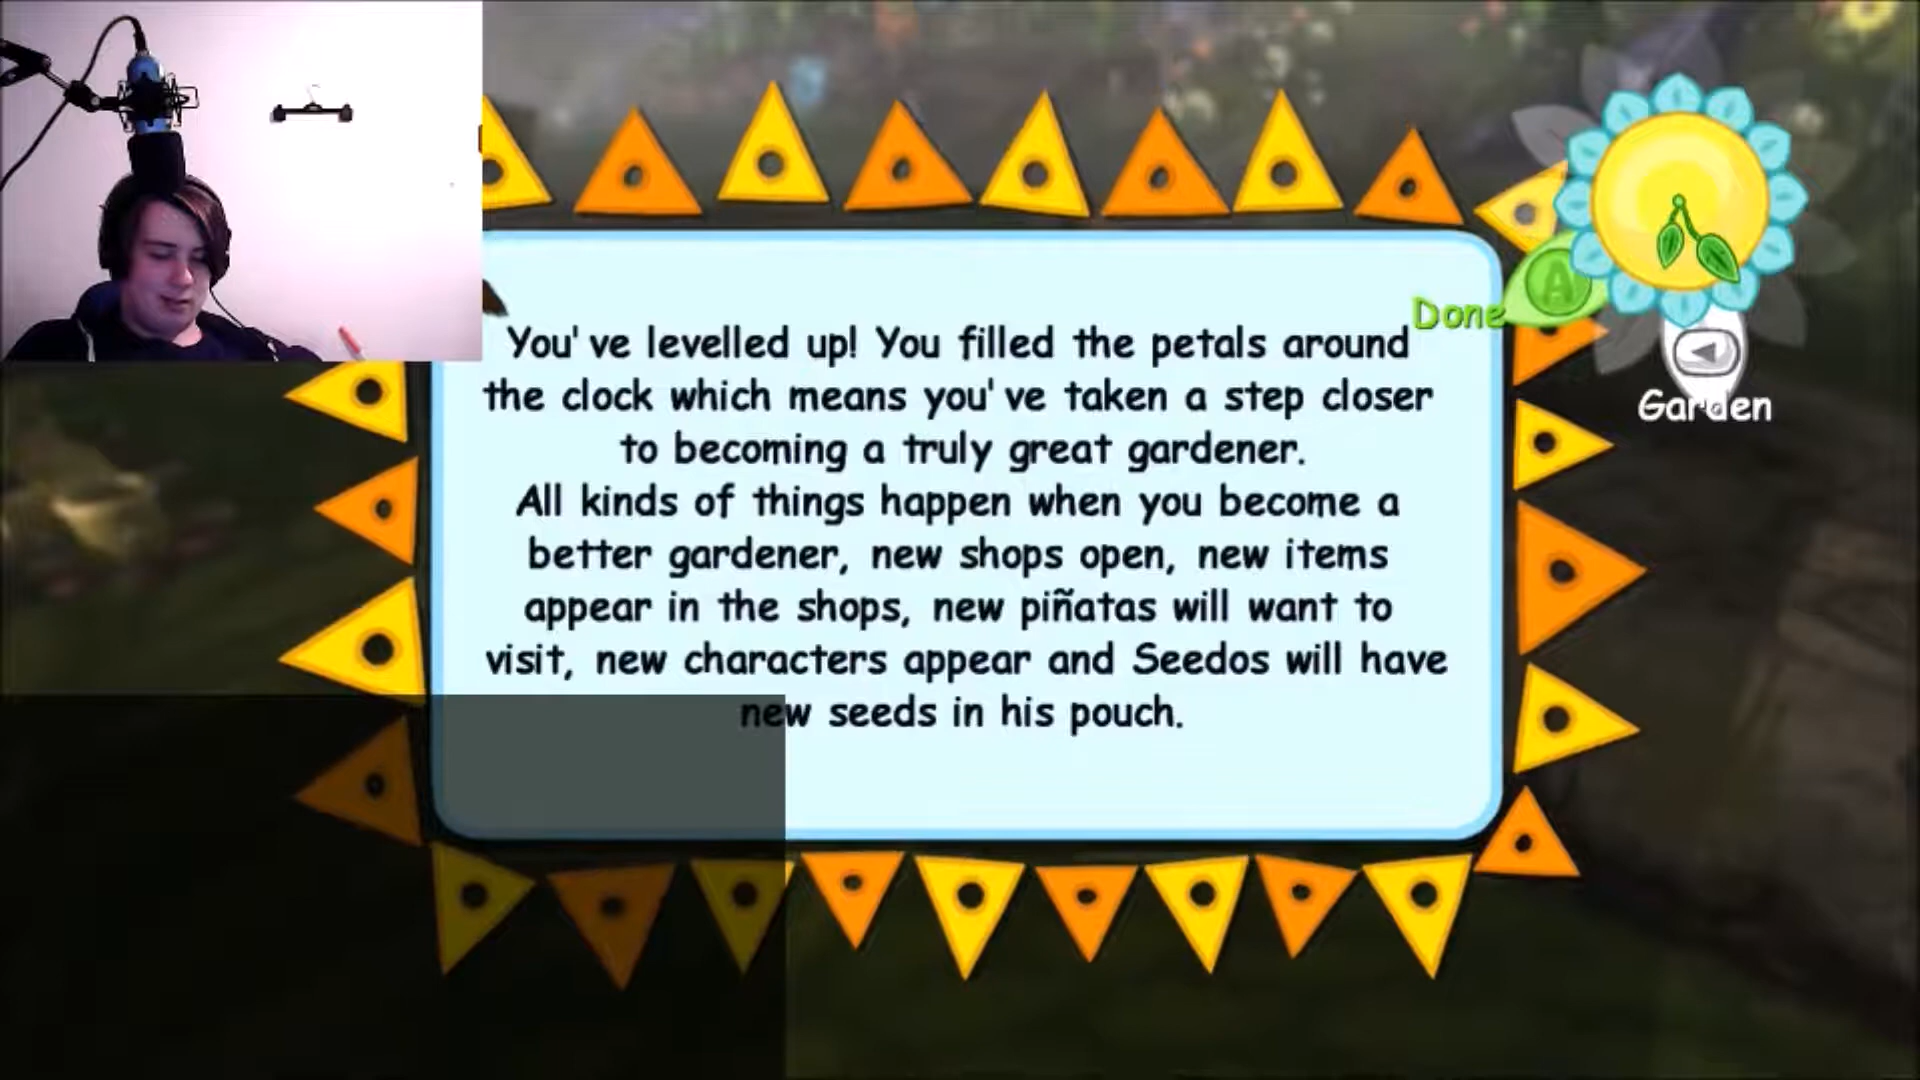 You've levelled up! You filled the petals around
the clock which means you've taken a step closer
to becoming a truly great gardener.
All kinds of things happen when you become a
better gardener, new shops open, new items
appear in the shops, new piñatas will want to
visit, new characters appear and Seedos will have
new seeds in his pouch.
Done A
Garden